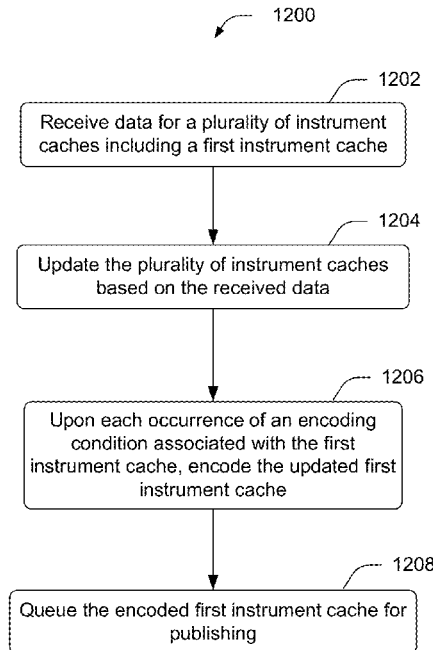 1200
1202
Receive data for a plurality of instrument
caches including a first instrument cache
1204
Update the plurality of instrument caches
based on the received data
1206
Upon each occurrence of an encoding
condition associated with the first
instrument cache, encode the updated first
instrument cache
1208
Queue the encoded first instrument cache for
publishing